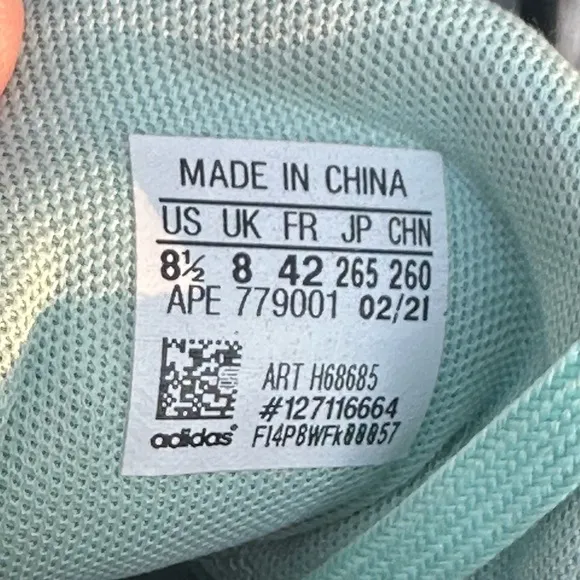 MADE IN CHINA
US UK FR JP CHN
8½ 8 42 265 260
APE 779001 02/21
ART H68685
#127116664
adidas